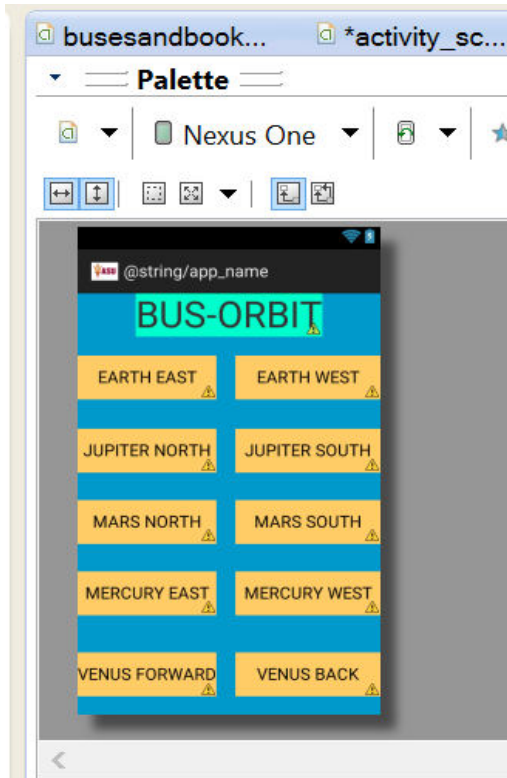 busesandbook... *activity_sc...
Palette
Nexus One
ASU @string/app_name
BUS-ORBIT
EARTH EAST EARTH WEST
JUPITER NORTH JUPITER SOUTH
MARS NORTH MARS SOUTH
MERCURY EAST MERCURY WEST
VENUS FORWARD VENUS BACK